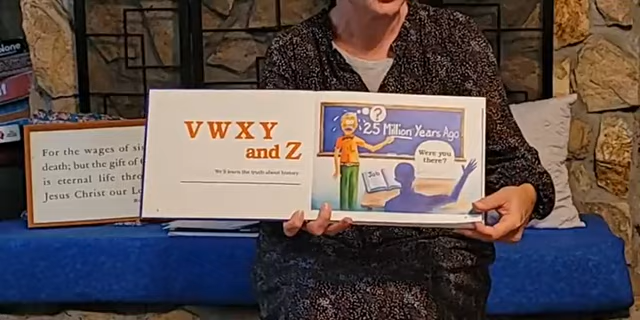 For the wages of
death; but the gift of
is eternal life
Jesus Christ our
V W X Y
and Z
We'll learn the truth about history
25 Million Years Ago
Were you
there?
Job